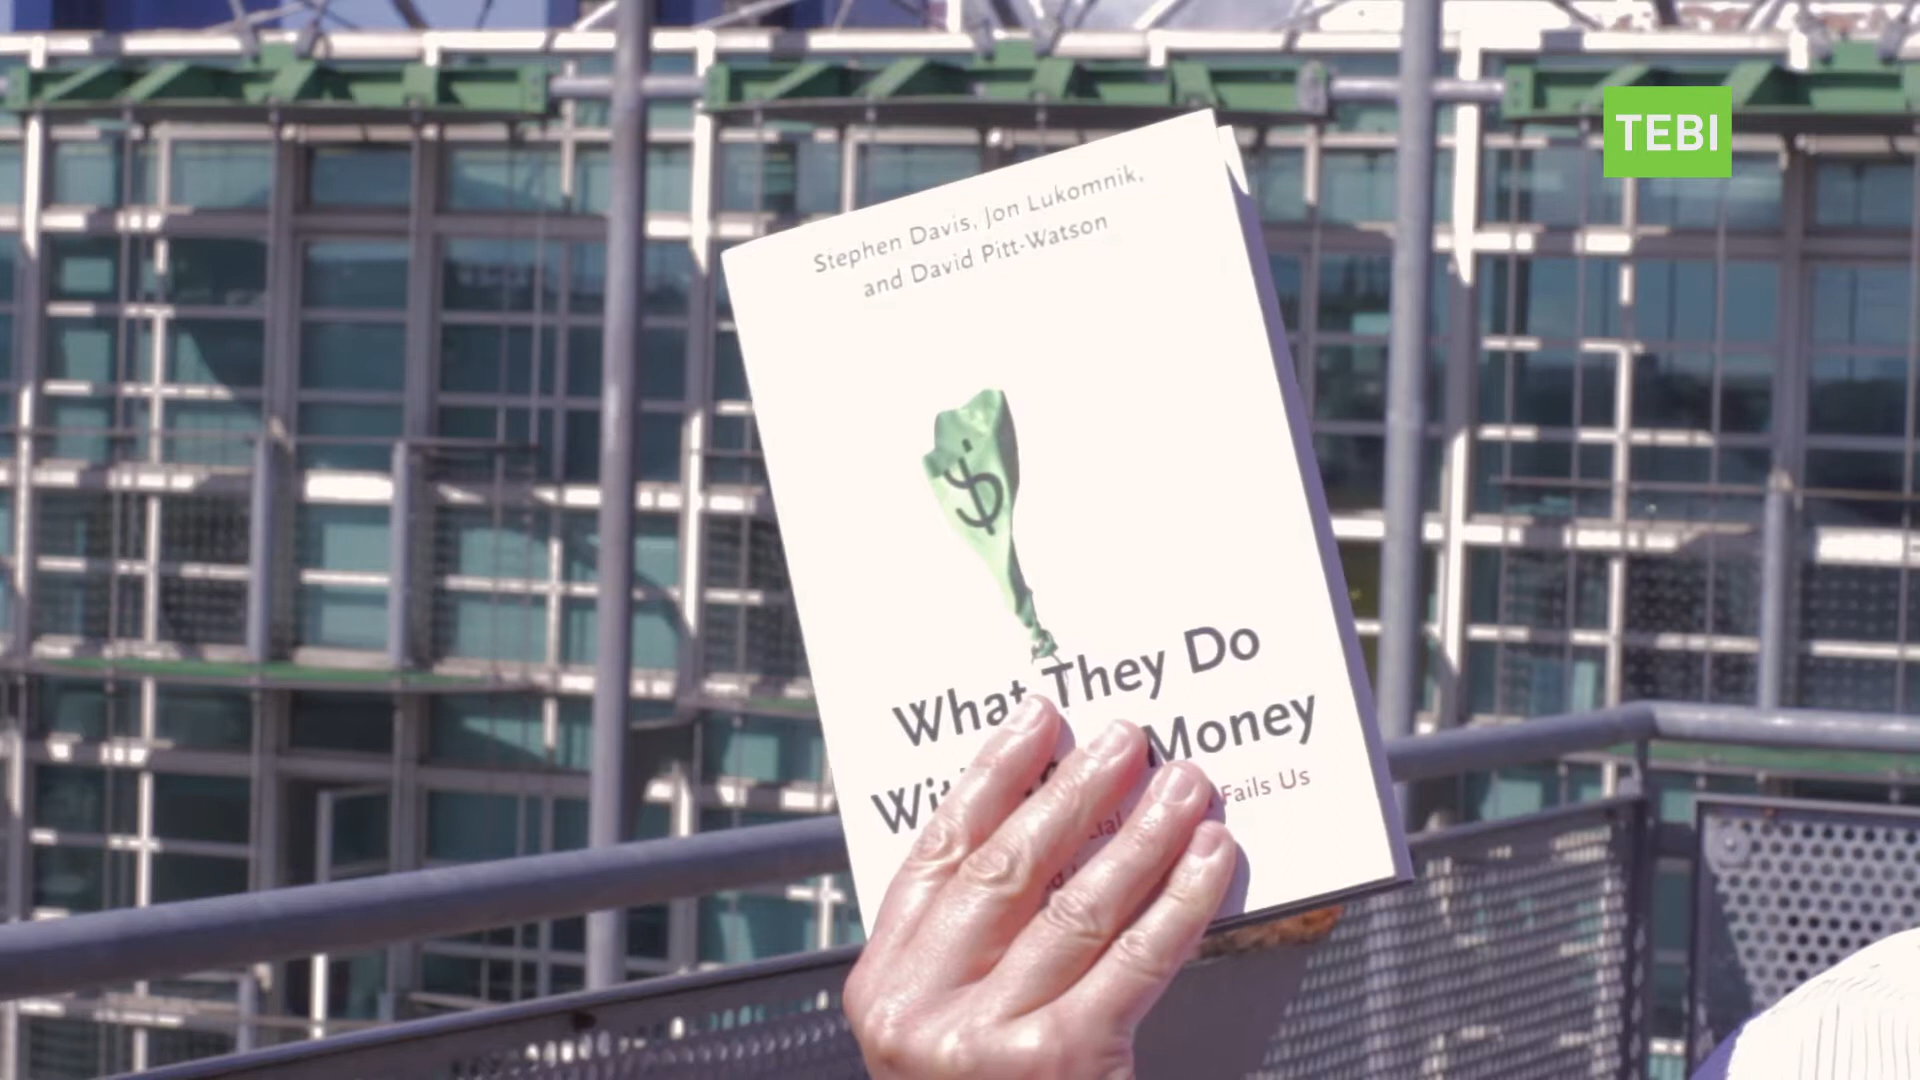 TEBI
Stephen Davis, Jon Lukomnik,
and David Pitt-Watson
$
What They Do
Money
Fails Us